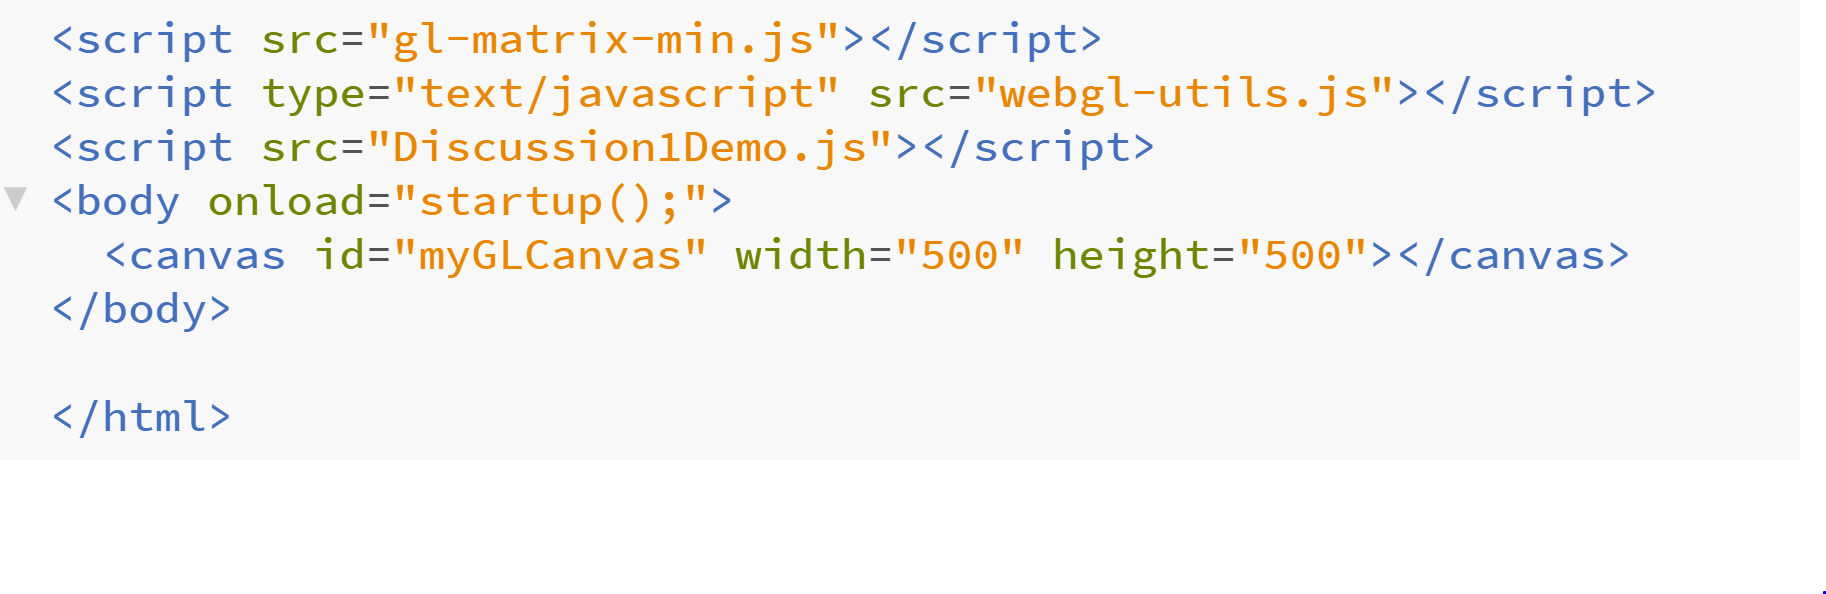 <script src="gl-matrix-min.js"></script>
<script type="text/javascript" src="webgl-utils.js"></script>
<script src="Discussion1Demo.js"></script>
<body onload="startup();">
  <canvas id="myGLCanvas" width="500" height="500"></canvas>
</body>
</html>